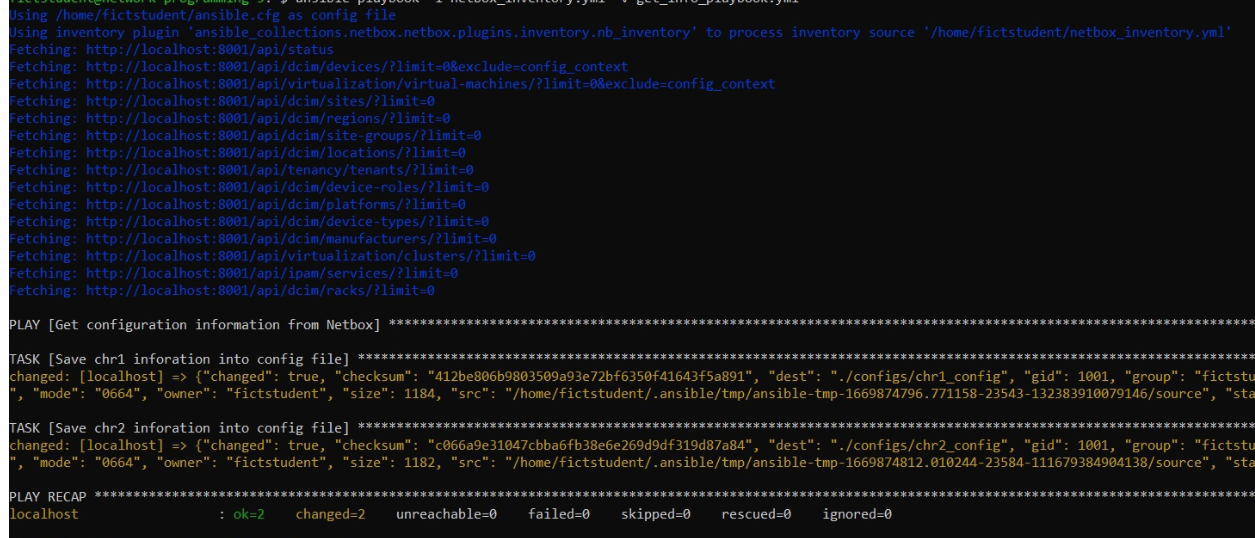 fictstudent@network-programming-3:~$ ansible-playbook -i netbox_inventory.yml -v get_info_playbook.yml
Using /home/fictstudent/ansible.cfg as config file
Using inventory plugin 'ansible_collections.netbox.netbox.plugins.inventory.nb_inventory' to process inventory source '/home/fictstudent/netbox_inventory.yml'
Fetching: http://localhost:8001/api/status
Fetching: http://localhost:8001/api/dcim/devices/?limit=0&exclude=config_context
Fetching: http://localhost:8001/api/virtualization/virtual-machines/?limit=0&exclude=config_context
Fetching: http://localhost:8001/api/dcim/sites/?limit=0
Fetching: http://localhost:8001/api/dcim/regions/?limit=0
Fetching: http://localhost:8001/api/dcim/site-groups/?limit=0
Fetching: http://localhost:8001/api/dcim/locations/?limit=0
Fetching: http://localhost:8001/api/tenancy/tenants/?limit=0
Fetching: http://localhost:8001/api/dcim/device-roles/?limit=0
Fetching: http://localhost:8001/api/dcim/platforms/?limit=0
Fetching: http://localhost:8001/api/dcim/device-types/?limit=0
Fetching: http://localhost:8001/api/dcim/manufacturers/?limit=0
Fetching: http://localhost:8001/api/virtualization/clusters/?limit=0
Fetching: http://localhost:8001/api/ipam/services/?limit=0
Fetching: http://localhost:8001/api/dcim/racks/?limit=0
PLAY [Get configuration information from Netbox] ****************************************************************************************************************
TASK [Save chr1 inforation into config file] ********************************************************************************************************************
changed: [localhost] => {"changed": true, "checksum": "412be806b9803509a93e72bf6350f41643f5a891", "dest": "./configs/chr1_config", "gid": 1001, "group": "fictstu
", "mode": "0664", "owner": "fictstudent", "size": 1184, "src": "/home/fictstudent/.ansible/tmp/ansible-tmp-1669874796.771158-23543-132383910079146/source", "sta
TASK [Save chr2 inforation into config file] ********************************************************************************************************************
changed: [localhost] => {"changed": true, "checksum": "c066a9e31047cbba6fb38e6e269d9df319d87a84", "dest": "./configs/chr2_config", "gid": 1001, "group": "fictstu
", "mode": "0664", "owner": "fictstudent", "size": 1182, "src": "/home/fictstudent/.ansible/tmp/ansible-tmp-1669874812.010244-23584-111679384904138/source", "sta
PLAY RECAP ******************************************************************************************************************************************************
localhost : ok=2 changed=2 unreachable=0 failed=0 skipped=0 rescued=0 ignored=0